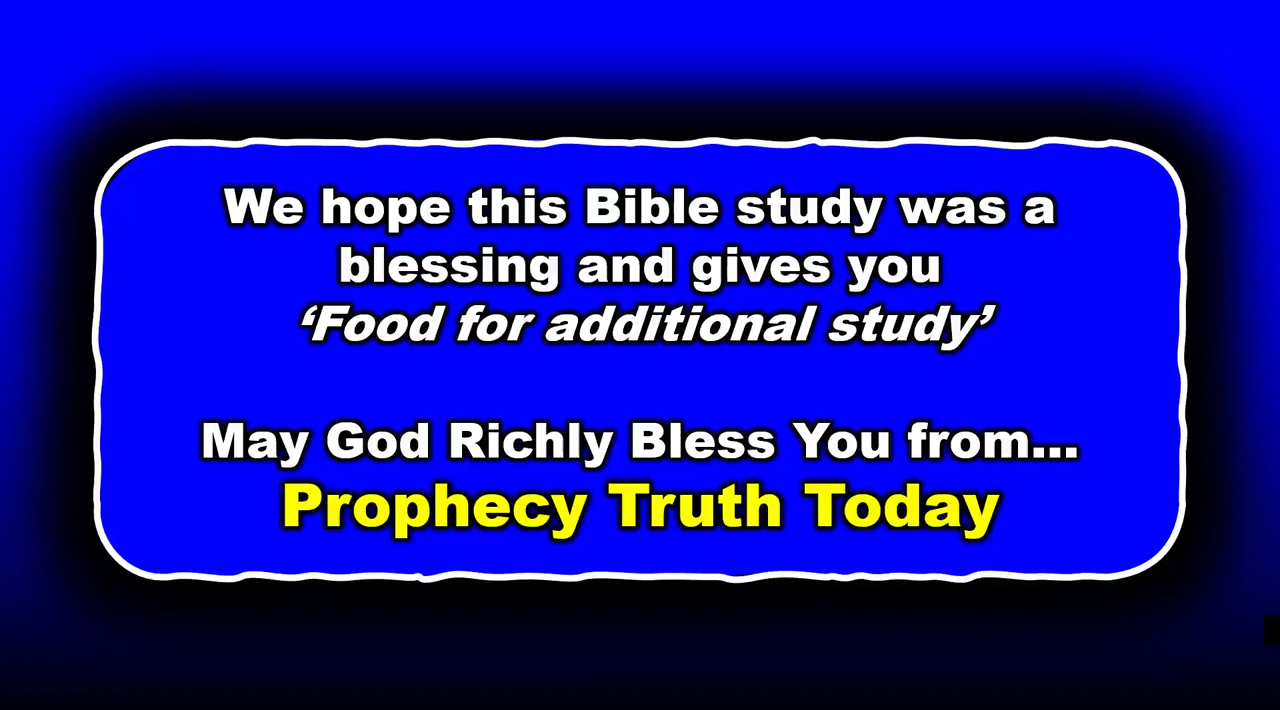 We hope this Bible study was a
blessing and gives you
‘Food for additional study’
May God Richly Bless You from...
Prophecy Truth Today